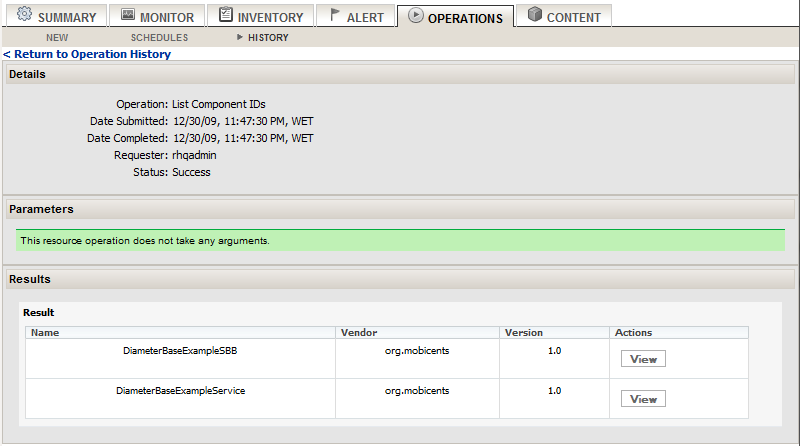 SUMMARY MONITOR INVENTORY ALERT OPERATIONS CONTENT
NEW SCHEDULES HISTORY
< Return to Operation History
Details
Operation: List Component IDs
Date Submitted: 12/30/09, 11:47:30 PM, WET
Date Completed: 12/30/09, 11:47:30 PM, WET
Requester: rhqadmin
Status: Success
Parameters
This resource operation does not take any arguments.
Results
Result
Name Vendor Version Actions
DiameterBaseExampleSBB org.mobicents 1.0 View
DiameterBaseExampleService org.mobicents 1.0 View